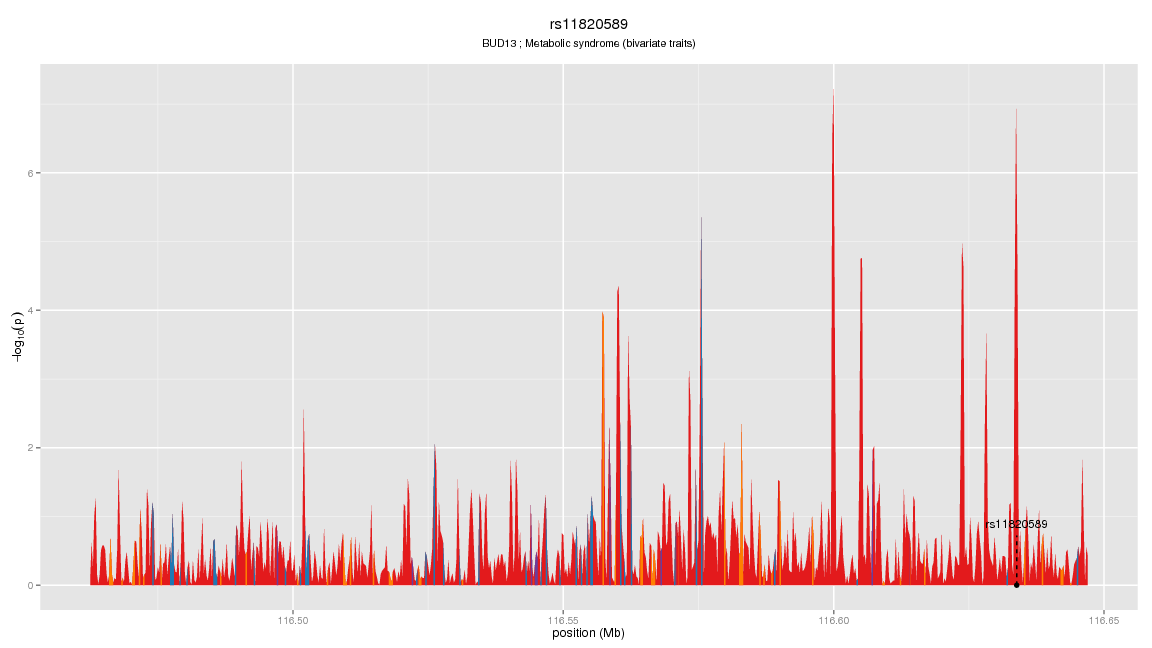 rs11820589
BUD13 ; Metabolic syndrome (bivariate traits)
−log10(p)
6
4
2
0
rs11820589
116.50
116.55
116.60
116.65
position (Mb)